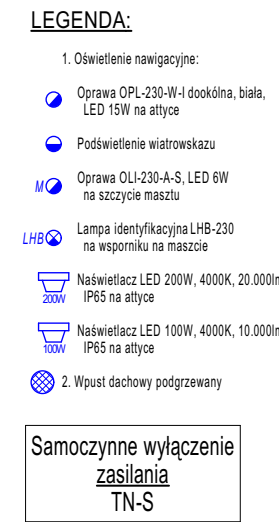 LEGENDA:
1. Oświetlenie nawigacyjne:
Oprawa OPL-230-W-I dookólna, biała,
LED 15W na attyce
Podświetlenie wiatrowskazu
M
Oprawa OLI-230-A-S, LED 6W
na szczycie masztu
LHB
Lampa identyfikacyjna LHB-230
na wsporniku na maszcie
200W
Naświetlacz LED 200W, 4000K, 20.000lm
IP65 na attyce
100W
Naświetlacz LED 100W, 4000K, 10.000lm
IP65 na attyce
2. Wpust dachowy podgrzewany
Samoczynne wyłączenie
zasilania
TN-S